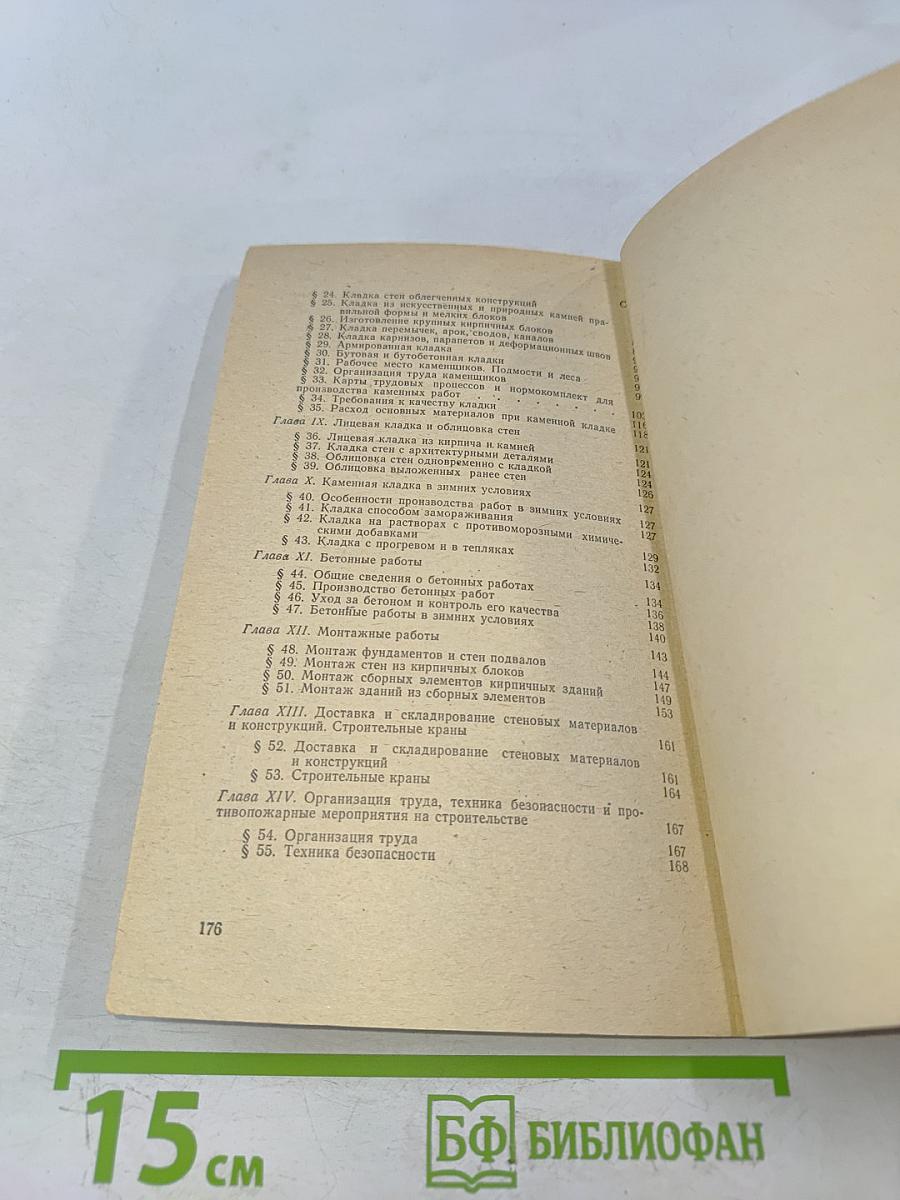 § 24. Кладка стен облегченных конструкций
§ 25. Кладка из искусственных и природных камней пра-
вильной формы и мелких блоков
§ 26. Изготовление крупных кирпичных блоков
§ 27. Кладка перемычек, арок, сводов, каналов
§ 28. Кладка карнизов, парапетов и деформационных швов
§ 29. Армированная кладка
§ 30. Бутовая и бутобетонная кладки
§ 31. Рабочее место каменщиков. Подмости и леса
§ 32. Организация труда каменщиков
§ 33. Карты трудовых процессов и нормокомплект для
производства каменных работ . . . . . . .
§ 34. Требования к качеству кладки
§ 35. Расход основных материалов при каменной кладке 118
Глава IX. Лицевая кладка и облицовка стен 121
§ 36. Лицевая кладка из кирпича и камней 121
§ 37. Кладка стен с архитектурными деталями 124
§ 38. Облицовка стен одновременно с кладкой 124
§ 39. Облицовка выложенных ранее стен 126
Глава X. Каменная кладка в зимних условиях 127
§ 40. Особенности производства работ в зимних условиях 127
§ 41. Кладка способом замораживания 127
§ 42. Кладка на растворах с противоморозными химиче-
скими добавками 129
§ 43. Кладка с прогревом и в тепляках 132
Глава XI. Бетонные работы 134
§ 44. Общие сведения о бетонных работах 134
§ 45. Производство бетонных работ 136
§ 46. Уход за бетоном и контроль его качества 138
§ 47. Бетонные работы в зимних условиях 140
Глава XII. Монтажные работы 143
§ 48. Монтаж фундаментов и стен подвалов 144
§ 49. Монтаж стен из кирпичных блоков 147
§ 50. Монтаж сборных элементов кирпичных зданий 149
§ 51. Монтаж зданий из сборных элементов 153
Глава XIII. Доставка и складирование стеновых материалов
и конструкций. Строительные краны 161
§ 52. Доставка и складирование стеновых материалов
и конструкций 161
§ 53. Строительные краны 164
Глава XIV. Организация труда, техника безопасности и про-
тивопожарные мероприятия на строительстве 167
§ 54. Организация труда 167
§ 55. Техника безопасности 168
176
15 см
БФ БИБЛИОФАН